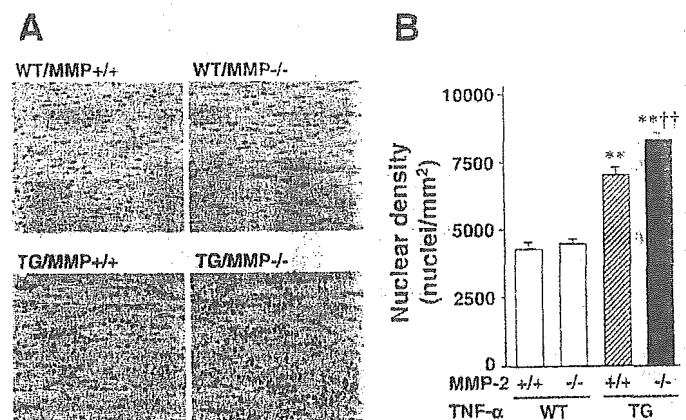 A
WT/MMP+/+ WT/MMP-/-
TG/MMP+/+ TG/MMP-/-
B
Nuclear density
(nuclei/mm²)
10000
7500
5000
2500
0
**
**††
MMP-2 +/+ -/- +/+ -/-
TNF-α WT TG